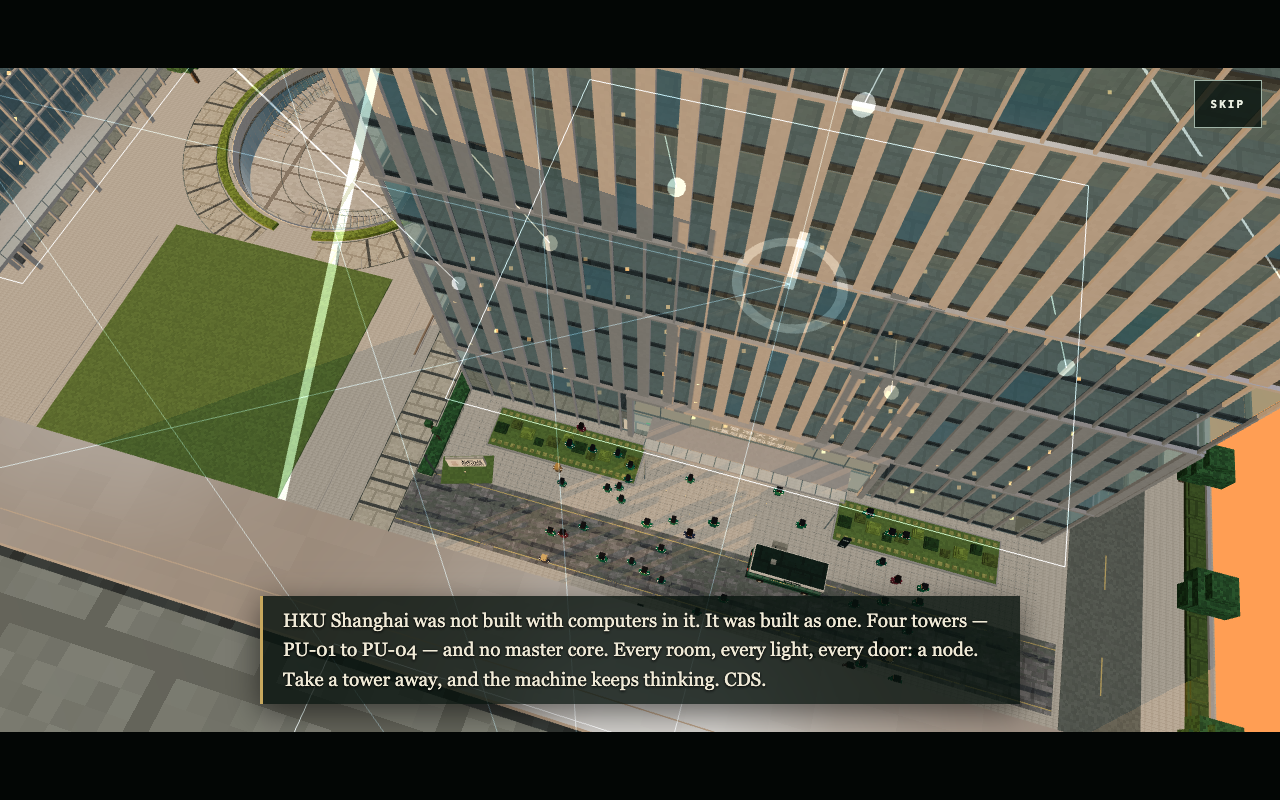 SKIP
HKU Shanghai was not built with computers in it. It was built as one. Four towers —
PU-01 to PU-04 — and no master core. Every room, every light, every door: a node.
Take a tower away, and the machine keeps thinking. CDS.